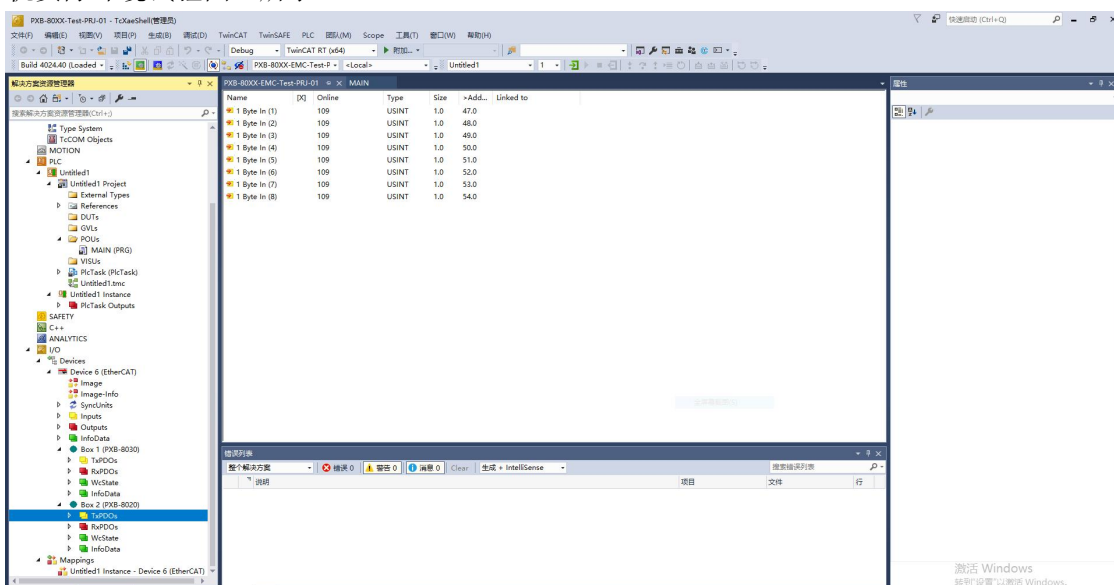 PXB-80XX-Test-PRJ-01 - TcXaeShell(管理员)
快速启动 (Ctrl+Q)
文件(F) 编辑(E) 视图(V) 项目(P) 生成(B) 调试(D) TwinCAT TwinSAFE PLC 团队(M) Scope 工具(T) 窗口(W) 帮助(H)
Debug TwinCAT RT (x64) 附加...
Build 4024.40 (Loaded PXB-80XX-EMC-Test-P <Local> Untitled1 1
解决方案资源管理器
搜索解决方案资源管理器(Ctrl+;)
Type System
TcCOM Objects
MOTION
PLC
Untitled1
Untitled1 Project
External Types
References
DUTs
GVLs
POUs
MAIN (PRG)
VISUs
PlcTask (PlcTask)
Untitled1.tmc
Untitled1 Instance
PlcTask Outputs
SAFETY
C++
ANALYTICS
I/O
Devices
Device 6 (EtherCAT)
Image
Image-Info
SyncUnits
Inputs
Outputs
InfoData
Box 1 (PXB-8030)
TxPDOs
RxPDOs
WcState
InfoData
Box 2 (PXB-8020)
TxPDOs
RxPDOs
WcState
InfoData
Mappings
Untitled1 Instance - Device 6 (EtherCAT)
PXB-80XX-EMC-Test-PRJ-01 MAIN
Name [X] Online Type Size >Add... Linked to
1 Byte In (1) 109 USINT 1.0 47.0
1 Byte In (2) 109 USINT 1.0 48.0
1 Byte In (3) 109 USINT 1.0 49.0
1 Byte In (4) 109 USINT 1.0 50.0
1 Byte In (5) 109 USINT 1.0 51.0
1 Byte In (6) 109 USINT 1.0 52.0
1 Byte In (7) 109 USINT 1.0 53.0
1 Byte In (8) 109 USINT 1.0 54.0
错误列表
整个解决方案 错误 0 警告 0 消息 0 Clear 生成 + IntelliSense 搜索错误列表
说明 项目 文件 行
属性
激活 Windows
转到"设置"以激活 Windows。